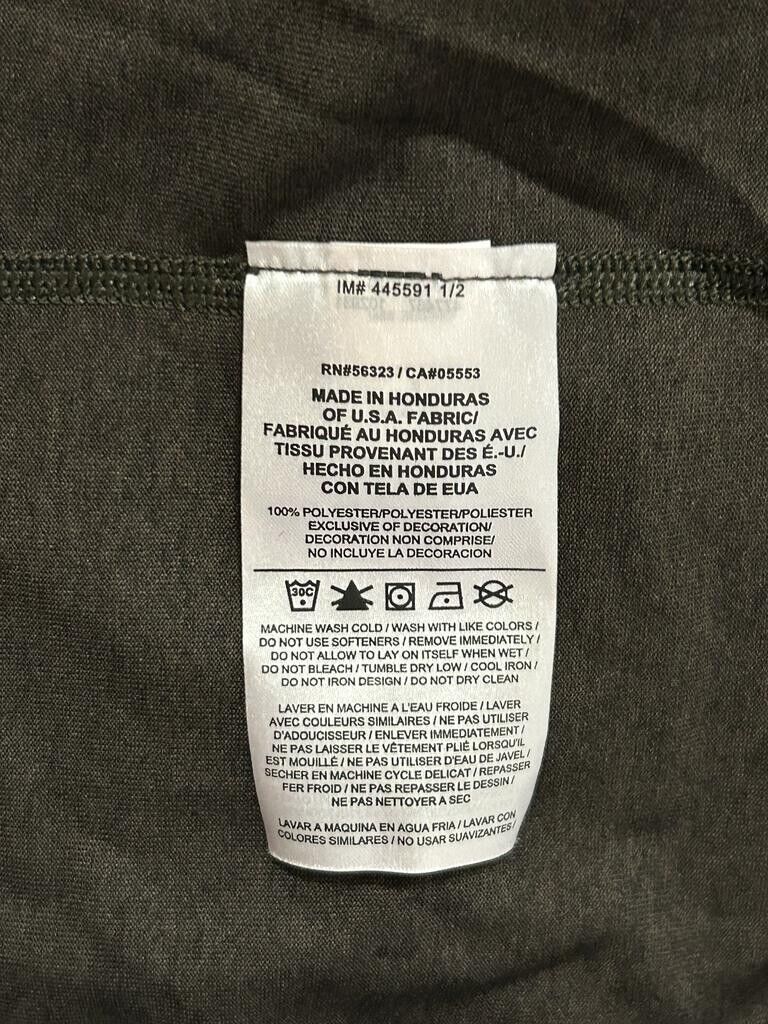 IM# 445591 1/2
RN#56323 / CA#05553
MADE IN HONDURAS
OF U.S.A. FABRIC/
FABRIQUÉ AU HONDURAS AVEC
TISSU PROVENANT DES É.-U./
HECHO EN HONDURAS
CON TELA DE EUA
100% POLYESTER/POLYESTER/POLIESTER
EXCLUSIVE OF DECORATION/
DECORATION NON COMPRISE/
NO INCLUYE LA DECORACION
30C
MACHINE WASH COLD / WASH WITH LIKE COLORS /
DO NOT USE SOFTENERS / REMOVE IMMEDIATELY /
DO NOT ALLOW TO LAY ON ITSELF WHEN WET /
DO NOT BLEACH / TUMBLE DRY LOW / COOL IRON /
DO NOT IRON DESIGN / DO NOT DRY CLEAN
LAVER EN MACHINE A L'EAU FROIDE / LAVER
AVEC COULEURS SIMILAIRES / NE PAS UTILISER
D'ADOUCISSEUR / ENLEVER IMMEDIATEMENT /
NE PAS LAISSER LE VÊTEMENT PLIÉ LORSQU'IL
EST MOUILLÉ / NE PAS UTILISER D'EAU DE JAVEL /
SECHER EN MACHINE CYCLE DELICAT / REPASSER
FER FROID / NE PAS REPASSER LE DESSIN /
NE PAS NETTOYER A SEC
LAVAR A MAQUINA EN AGUA FRIA / LAVAR CON
COLORES SIMILARES / NO USAR SUAVIZANTES /